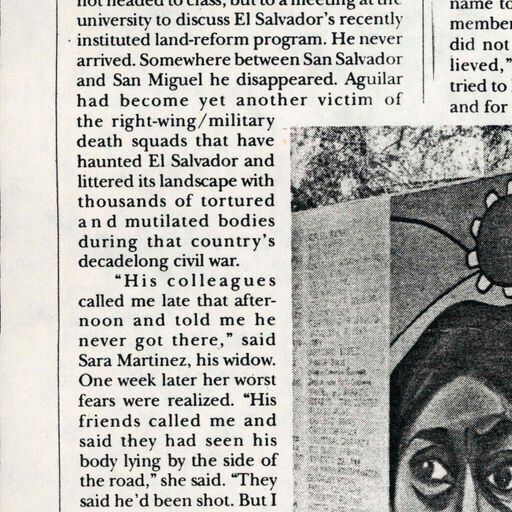 not headed to class, but to a meeting at the
university to discuss El Salvador's recently
instituted land-reform program. He never
arrived. Somewhere between San Salvador
and San Miguel he disappeared. Aguilar
had become yet another victim of
the right-wing/military
death squads that have
haunted El Salvador and
littered its landscape with
thousands of tortured
and mutilated bodies
during that country's
decadelong civil war.
"His colleagues
called me late that after-
noon and told me he
never got there," said
Sara Martinez, his widow.
One week later her worst
fears were realized. "His
friends called me and
said they had seen his
body lying by the side of
the road," she said. "They
said he'd been shot. But I
name to
member
did not
lieved,"
tried to
and for